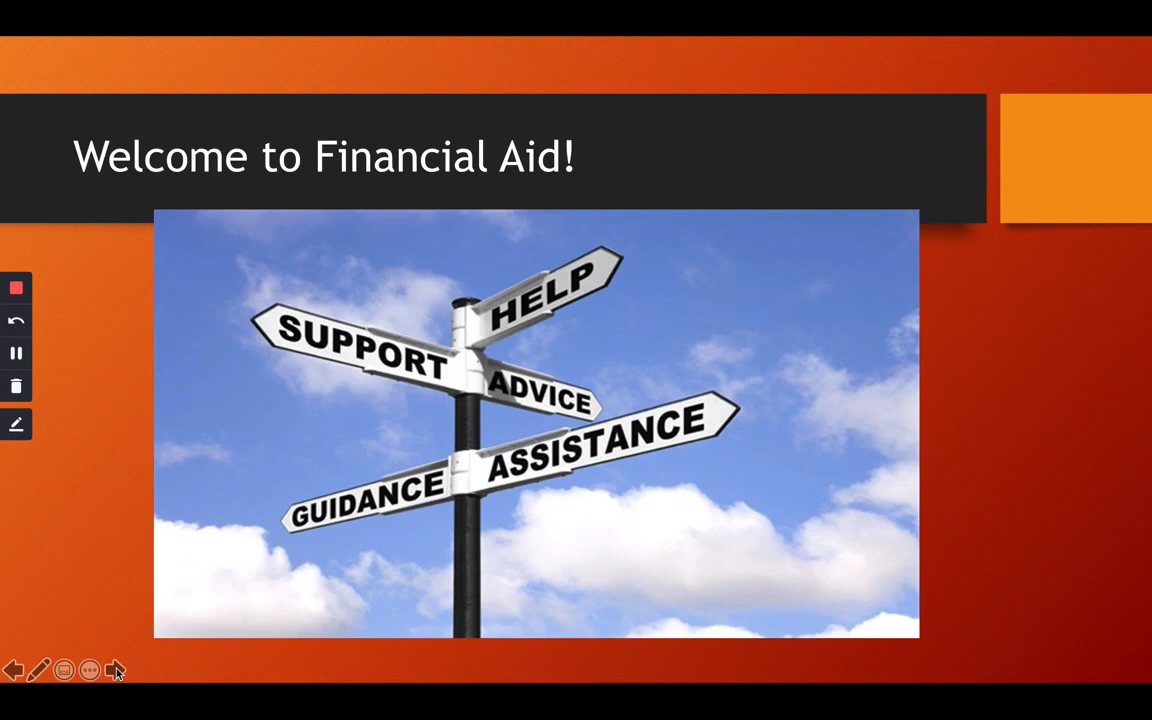 Welcome to Financial Aid!
HELP
SUPPORT
ADVICE
ASSISTANCE
GUIDANCE